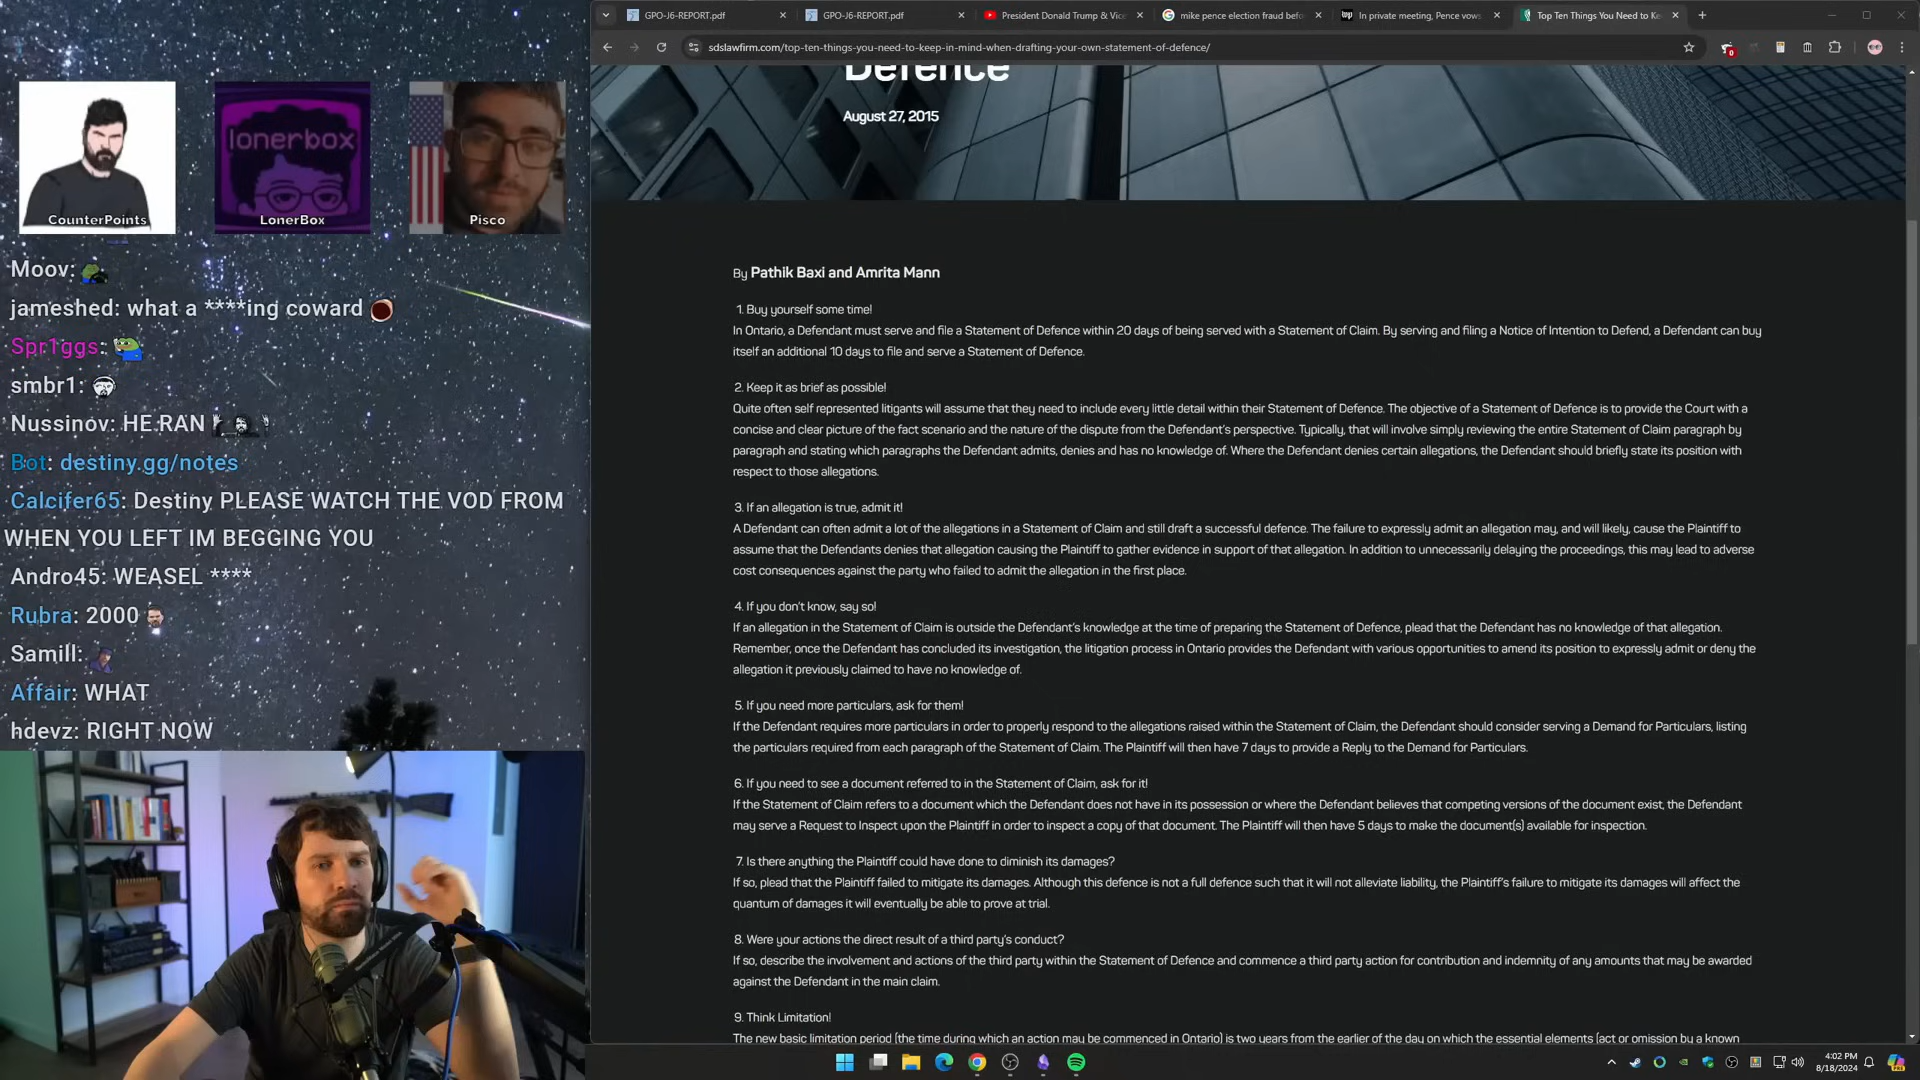 GPO-J6-REPORT.pdf
GPO-J6-REPORT.pdf
President Donald Trump & Vice
mike pence election fraud befo
In private meeting, Pence vows
Top Ten Things You Need to Ke
sdslawfirm.com/top-ten-things-you-need-to-keep-in-mind-when-drafting-your-own-statement-of-defence/
0
CounterPoints
lonerbox
LonerBox
Pisco
Moov:
jameshed: what a ****ing coward
Spr1ggs:
smbr1:
Nussinov: HE RAN
Bot: destiny.gg/notes
Calcifer65: Destiny PLEASE WATCH THE VOD FROM
WHEN YOU LEFT IM BEGGING YOU
Andro45: WEASEL ****
Rubra: 2000
Samill:
Affair: WHAT
hdevz: RIGHT NOW
Defence
August 27, 2015
By Pathik Baxi and Amrita Mann
1. Buy yourself some time!
In Ontario, a Defendant must serve and file a Statement of Defence within 20 days of being served with a Statement of Claim. By serving and filing a Notice of Intention to Defend, a Defendant can buy
itself an additional 10 days to file and serve a Statement of Defence.
2. Keep it as brief as possible!
Quite often self represented litigants will assume that they need to include every little detail within their Statement of Defence. The objective of a Statement of Defence is to provide the Court with a
concise and clear picture of the fact scenario and the nature of the dispute from the Defendant's perspective. Typically, that will involve simply reviewing the entire Statement of Claim paragraph by
paragraph and stating which paragraphs the Defendant admits, denies and has no knowledge of. Where the Defendant denies certain allegations, the Defendant should briefly state its position with
respect to those allegations.
3. If an allegation is true, admit it!
A Defendant can often admit a lot of the allegations in a Statement of Claim and still draft a successful defence. The failure to expressly admit an allegation may, and will likely, cause the Plaintiff to
assume that the Defendants denies that allegation causing the Plaintiff to gather evidence in support of that allegation. In addition to unnecessarily delaying the proceedings, this may lead to adverse
cost consequences against the party who failed to admit the allegation in the first place.
4. If you don't know, say so!
If an allegation in the Statement of Claim is outside the Defendant's knowledge at the time of preparing the Statement of Defence, plead that the Defendant has no knowledge of that allegation.
Remember, once the Defendant has concluded its investigation, the litigation process in Ontario provides the Defendant with various opportunities to amend its position to expressly admit or deny the
allegation it previously claimed to have no knowledge of.
5. If you need more particulars, ask for them!
If the Defendant requires more particulars in order to properly respond to the allegations raised within the Statement of Claim, the Defendant should consider serving a Demand for Particulars, listing
the particulars required from each paragraph of the Statement of Claim. The Plaintiff will then have 7 days to provide a Reply to the Demand for Particulars.
6. If you need to see a document referred to in the Statement of Claim, ask for it!
If the Statement of Claim refers to a document which the Defendant does not have in its possession or where the Defendant believes that competing versions of the document exist, the Defendant
may serve a Request to Inspect upon the Plaintiff in order to inspect a copy of that document. The Plaintiff will then have 5 days to make the document(s) available for inspection.
7. Is there anything the Plaintiff could have done to diminish its damages?
If so, plead that the Plaintiff failed to mitigate its damages. Although this defence is not a full defence such that it will not alleviate liability, the Plaintiff's failure to mitigate its damages will affect the
quantum of damages it will eventually be able to prove at trial.
8. Were your actions the direct result of a third party's conduct?
If so, describe the involvement and actions of the third party within the Statement of Defence and commence a third party action for contribution and indemnity of any amounts that may be awarded
against the Defendant in the main claim.
9. Think Limitation!
The new basic limitation period (the time during which an action may be commenced in Ontario) is two years from the earlier of the day on which the essential elements (act or omission by a known
4:02 PM
8/18/2024